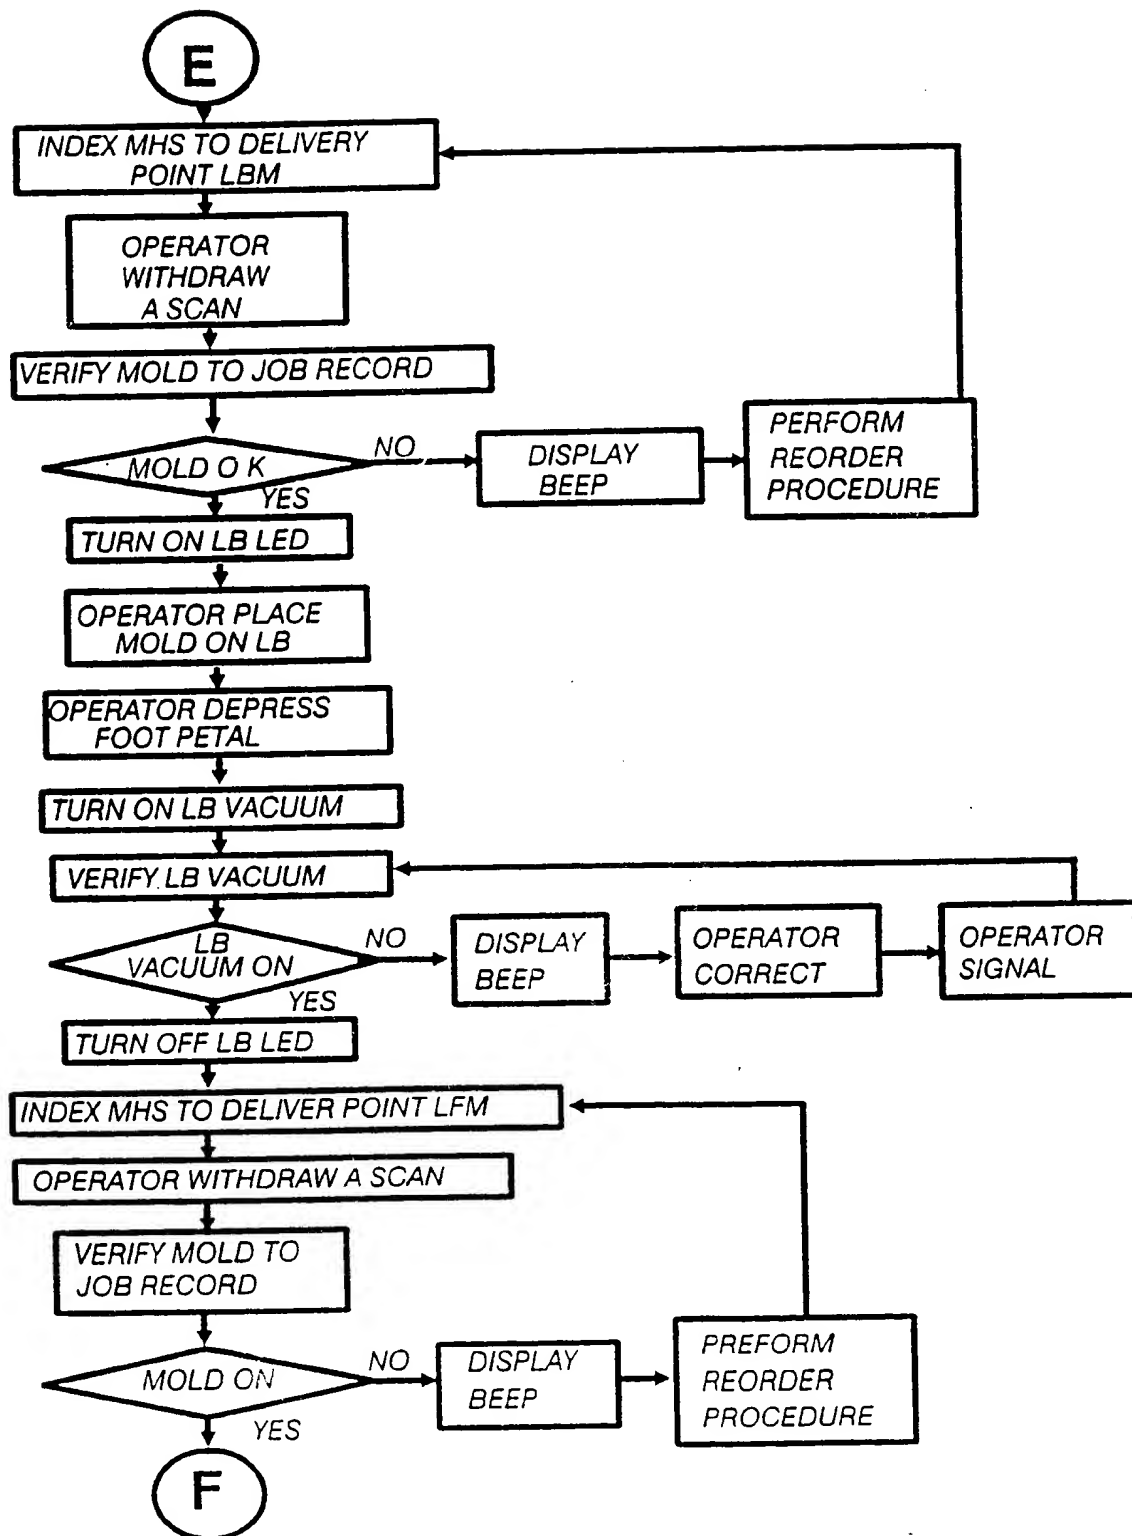 E
INDEX MHS TO DELIVERY
POINT LBM
OPERATOR
WITHDRAW
A SCAN
VERIFY MOLD TO JOB RECORD
MOLD O K
NO
DISPLAY
BEEP
PERFORM
REORDER
PROCEDURE
YES
TURN ON LB LED
OPERATOR PLACE
MOLD ON LB
OPERATOR DEPRESS
FOOT PETAL
TURN ON LB VACUUM
VERIFY LB VACUUM
LB
VACUUM ON
NO
DISPLAY
BEEP
OPERATOR
CORRECT
OPERATOR
SIGNAL
YES
TURN OFF LB LED
INDEX MHS TO DELIVER POINT LFM
OPERATOR WITHDRAW A SCAN
VERIFY MOLD TO
JOB RECORD
MOLD ON
NO
DISPLAY
BEEP
PREFORM
REORDER
PROCEDURE
YES
F